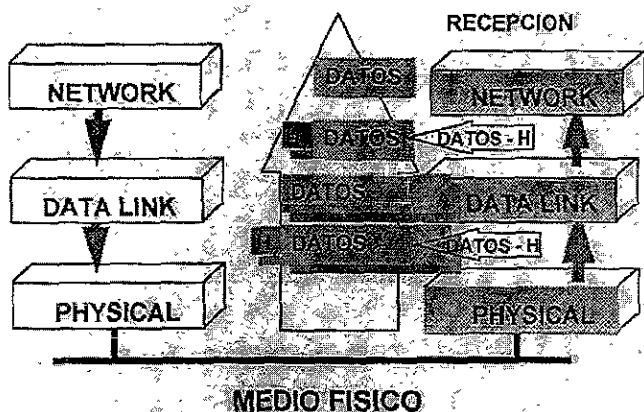 RECEPCION
NETWORK
DATOS
NETWORK
DATOS
DATOS - H
DATA LINK
DATOS
DATA LINK
DATOS
DATOS - H
PHYSICAL
PHYSICAL
MEDIO FISICO